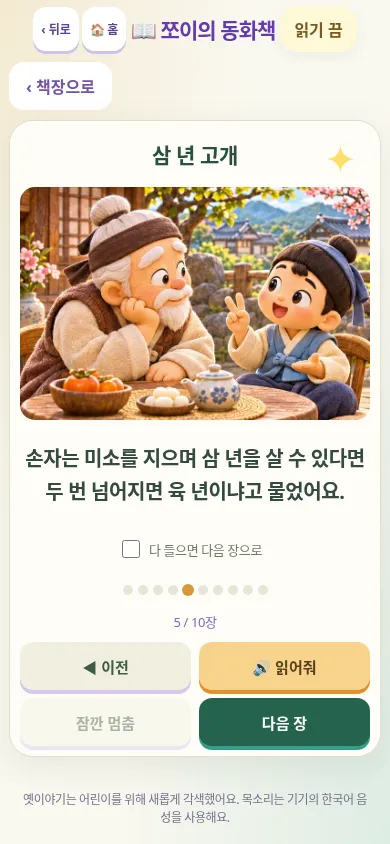 ‹ 뒤로 🏠 홈 📖 쪼이의 동화책 읽기 끔
‹ 책장으로
삼 년 고개
손자는 미소를 지으며 삼 년을 살 수 있다면
두 번 넘어지면 육 년이냐고 물었어요.
다 들으면 다음 장으로
5 / 10장
◀ 이전 🔊 읽어줘
잠깐 멈춤 다음 장
옛이야기는 어린이를 위해 새롭게 각색했어요. 목소리는 기기의 한국어 음
성을 사용해요.